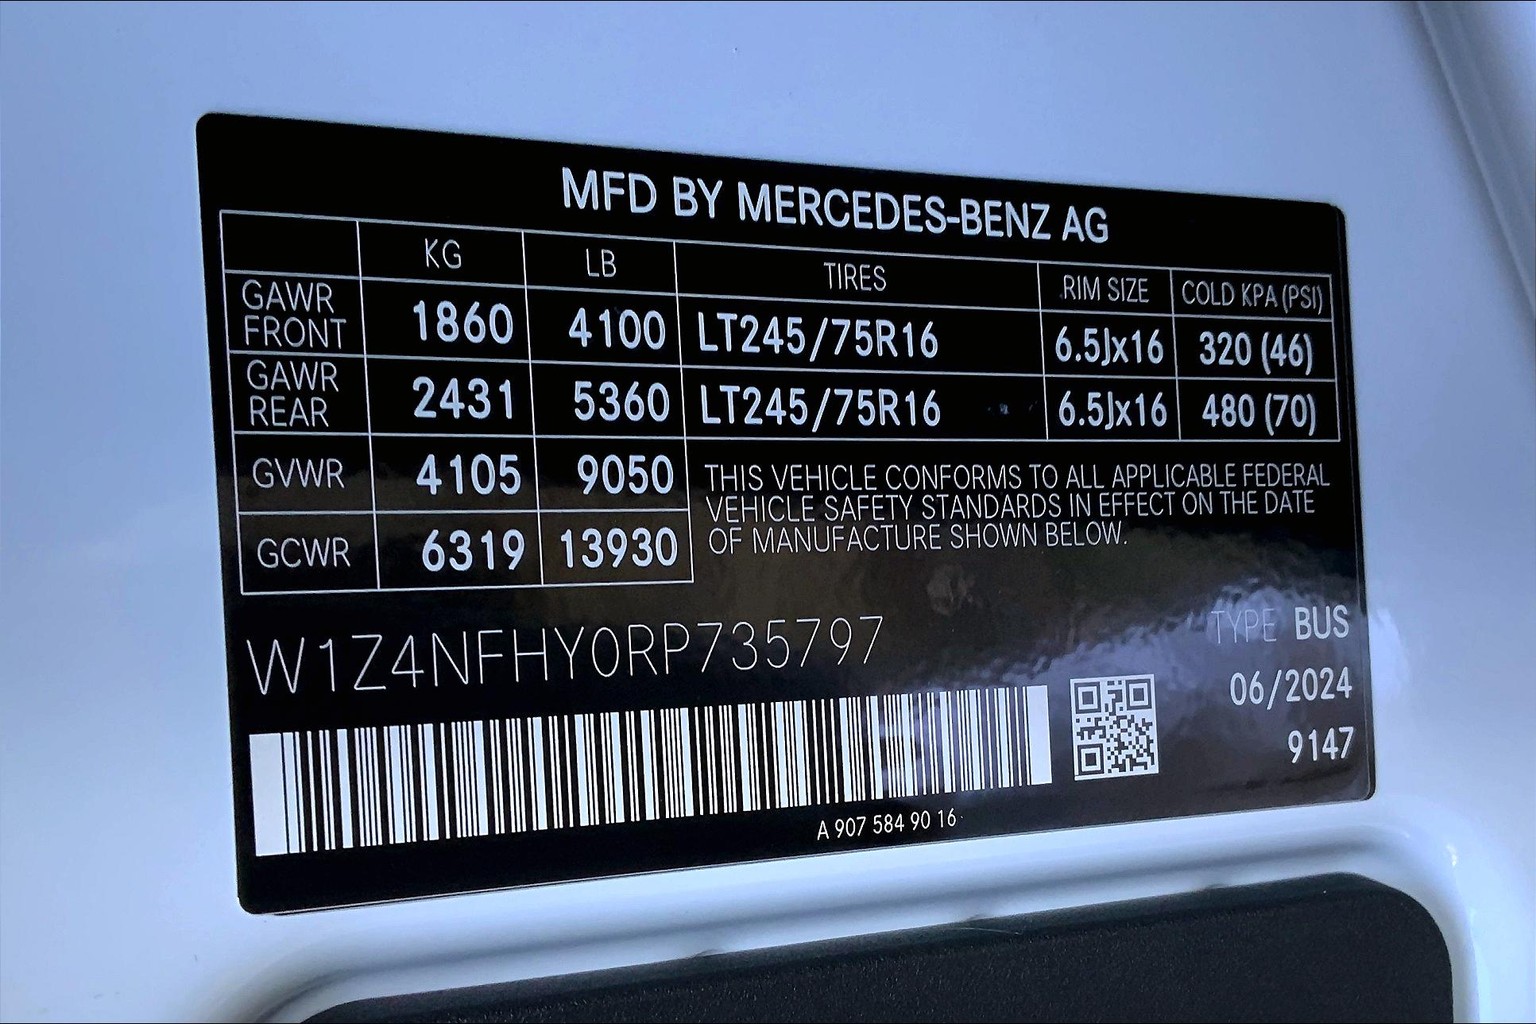 MFD BY MERCEDES-BENZ AG
KG LB TIRES RIM SIZE COLD KPA (PSI)
GAWR FRONT 1860 4100 LT245/75R16 6.5Jx16 320 (46)
GAWR REAR 2431 5360 LT245/75R16 6.5Jx16 480 (70)
GVWR 4105 9050
GCWR 6319 13930
THIS VEHICLE CONFORMS TO ALL APPLICABLE FEDERAL
VEHICLE SAFETY STANDARDS IN EFFECT ON THE DATE
OF MANUFACTURE SHOWN BELOW.
W1Z4NFHY0RP735797
TYPE BUS
06/2024
9147
A 907 584 90 16